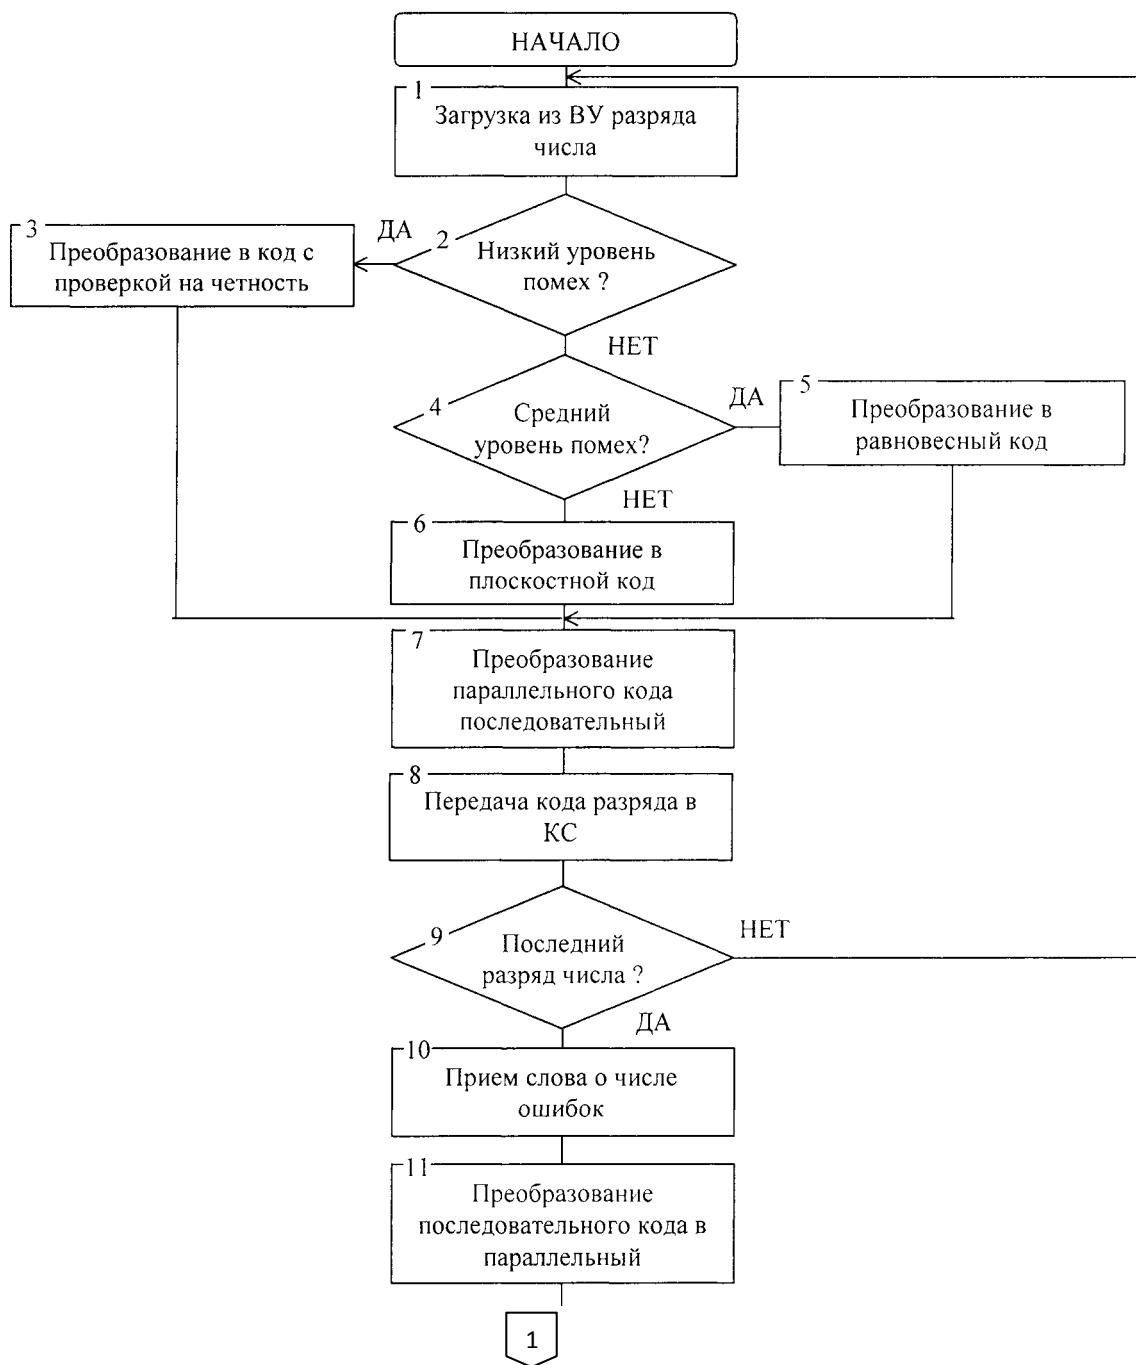 НАЧАЛО
1
Загрузка из ВУ разряда
числа
ДА
3
Преобразование в код с
проверкой на четность
2
Низкий уровень
помех ?
НЕТ
4
Средний
уровень помех?
ДА
5
Преобразование в
равновесный код
НЕТ
6
Преобразование в
плоскостной код
7
Преобразование
параллельного кода
последовательный
8
Передача кода разряда в
КС
9
Последний
разряд числа ?
НЕТ
ДА
10
Прием слова о числе
ошибок
11
Преобразование
последовательного кода в
параллельный
1